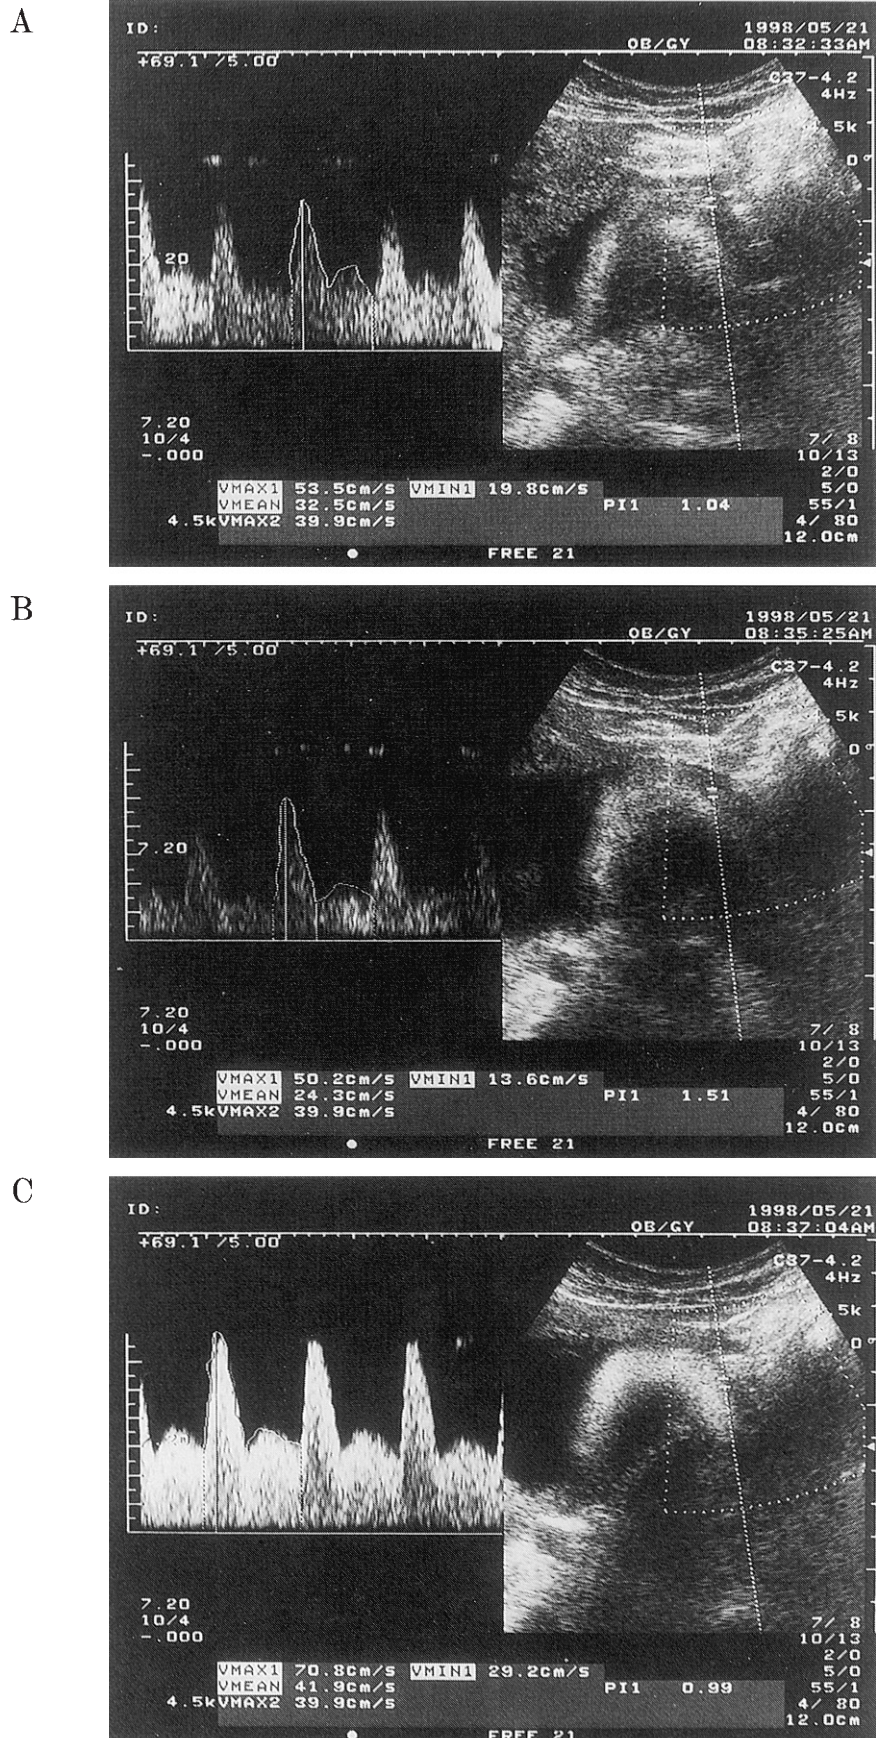 A
ID:
1998/05/21
OB/GY 08:32:33AM
+69.1'/5.00
C37-4.2
4Hz
5k
0°
7.20
7.20
10/4
-.000
7/ 8
10/13
2/0
5/0
55/1
4/ 80
12.0cm
VMAX1 53.5cm/s VMIN1 19.8cm/s
VMEAN 32.5cm/s PI1 1.04
4.5kVMAX2 39.9cm/s
FREE 21
B
ID:
1998/05/21
OB/GY 08:35:25AM
+69.1'/5.00
C37-4.2
4Hz
5k
0°
7.20
7.20
10/4
-.000
7/ 8
10/13
2/0
5/0
55/1
4/ 80
12.0cm
VMAX1 50.2cm/s VMIN1 13.6cm/s
VMEAN 24.3cm/s PI1 1.51
4.5kVMAX2 39.9cm/s
FREE 21
C
ID:
1998/05/21
OB/GY 08:37:04AM
+69.1'/5.00
C37-4.2
4Hz
5k
0°
7.20
10/4
-.000
7/ 8
10/13
2/0
5/0
55/1
4/ 80
12.0cm
VMAX1 70.8cm/s VMIN1 29.2cm/s
VMEAN 41.9cm/s PI1 0.99
4.5kVMAX2 39.9cm/s
FREE 21